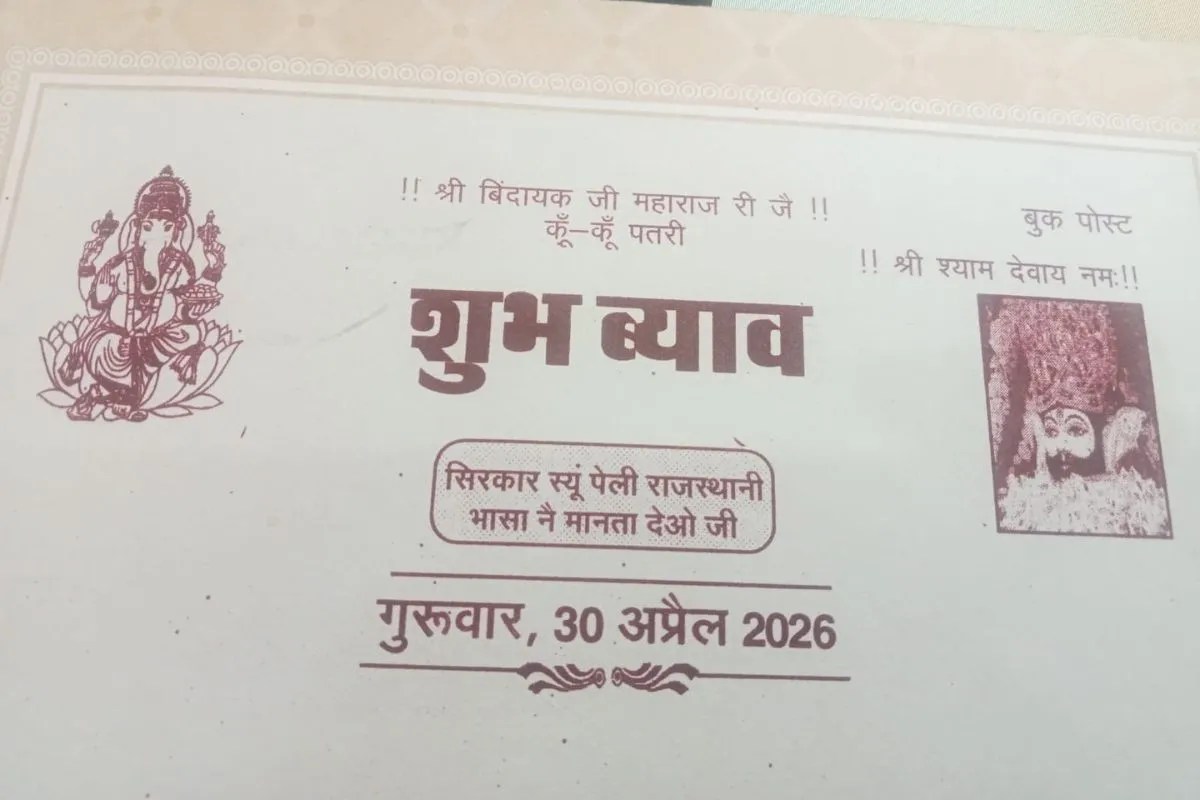 !! श्री बिंदायक जी महाराज री जै !!
कूँ–कूँ पतरी
बुक पोस्ट
!! श्री श्याम देवाय नमः!!
शुभ ब्याव
सिरकार स्यूं पेली राजस्थानी
भासा नै मानता देओ जी
गुरूवार, 30 अप्रैल 2026